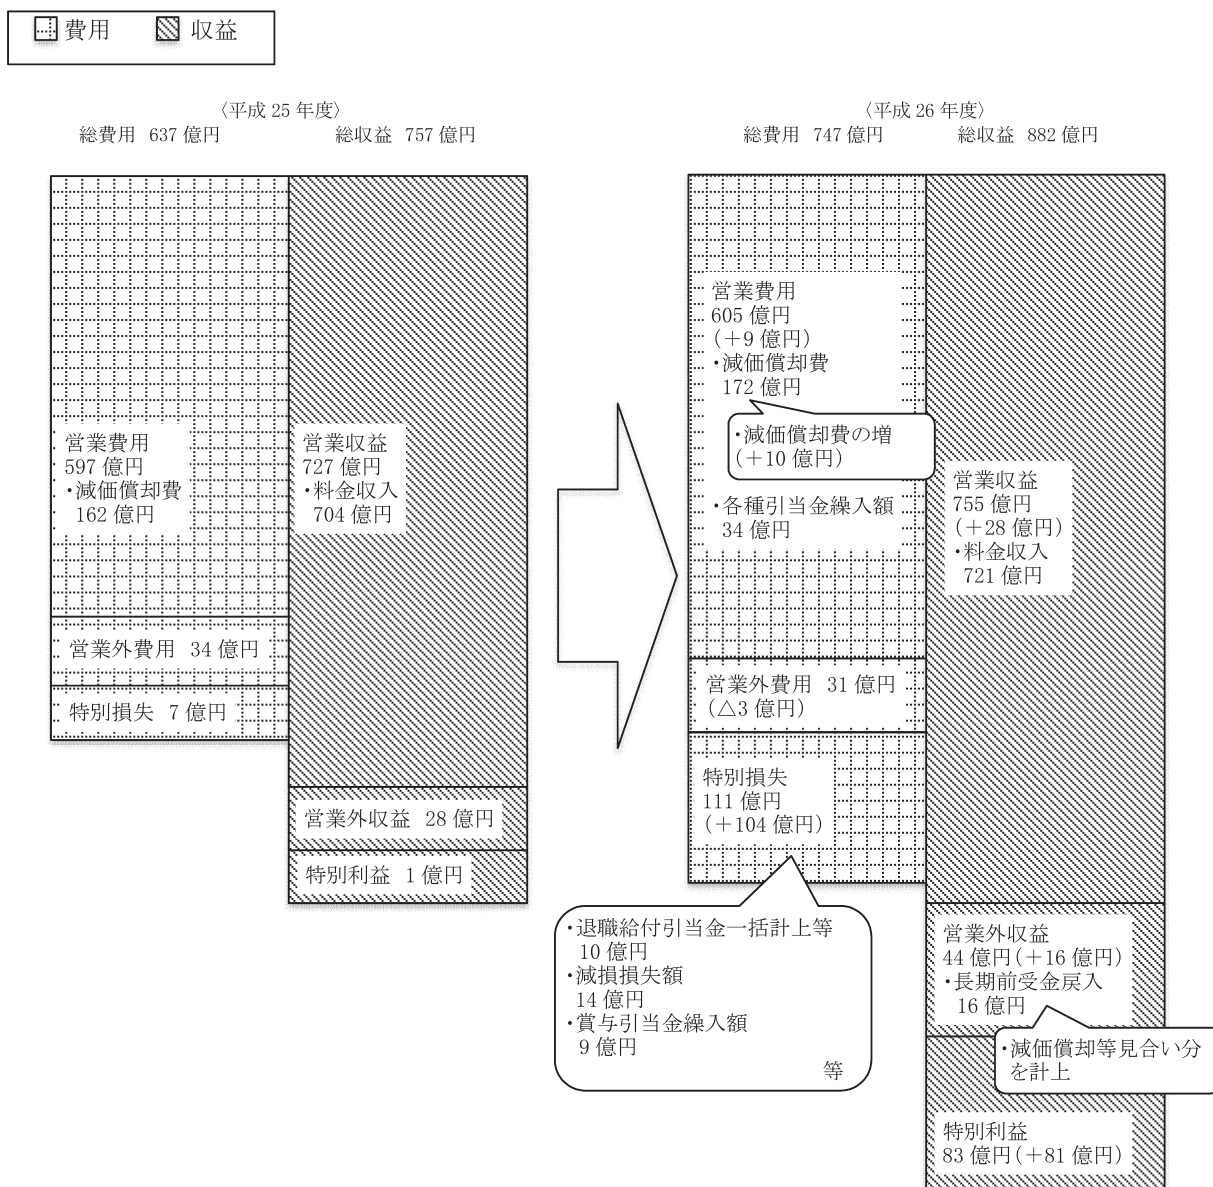 費用 収益
〈平成 25 年度〉
総費用 637 億円 総収益 757 億円
営業費用
597 億円
・減価償却費
162 億円
営業収益
727 億円
・料金収入
704 億円
営業外費用 34 億円
特別損失 7 億円
営業外収益 28 億円
特別利益 1 億円
〈平成 26 年度〉
総費用 747 億円 総収益 882 億円
営業費用
605 億円
(+9 億円)
・減価償却費
172 億円
・減価償却費の増
(+10 億円)
・各種引当金繰入額
34 億円
営業収益
755 億円
(+28 億円)
・料金収入
721 億円
営業外費用 31 億円
(△3 億円)
特別損失
111 億円
(+104 億円)
・退職給付引当金一括計上等
10 億円
・減損損失額
14 億円
・賞与引当金繰入額
9 億円
等
営業外収益
44 億円(+16 億円)
・長期前受金戻入
16 億円
・減価償却等見合い分
を計上
特別利益
83 億円(+81 億円)